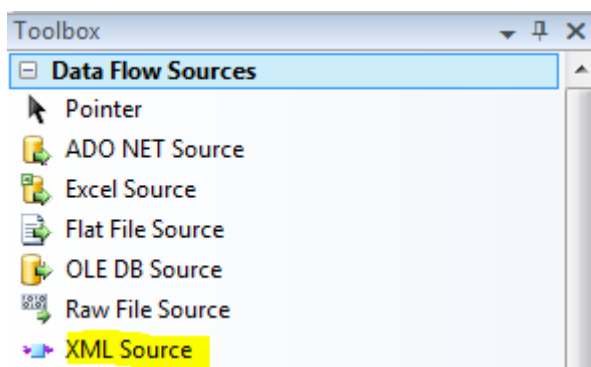 Toolbox
Data Flow Sources
Pointer
ADO NET Source
Excel Source
Flat File Source
OLE DB Source
Raw File Source
XML Source